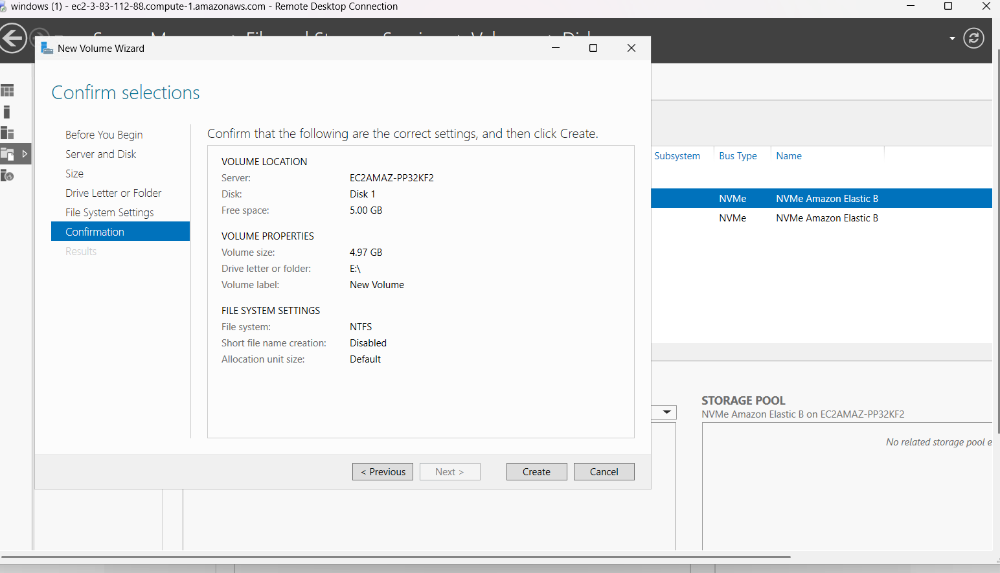 windows (1) - ec2-3-83-112-88.compute-1.amazonaws.com - Remote Desktop Connection
New Volume Wizard
Confirm selections
Before You Begin
Server and Disk
Size
Drive Letter or Folder
File System Settings
Confirmation
Results
Confirm that the following are the correct settings, and then click Create.
VOLUME LOCATION
Server: EC2AMAZ-PP32KF2
Disk: Disk 1
Free space: 5.00 GB
VOLUME PROPERTIES
Volume size: 4.97 GB
Drive letter or folder: E:\
Volume label: New Volume
FILE SYSTEM SETTINGS
File system: NTFS
Short file name creation: Disabled
Allocation unit size: Default
< Previous Next > Create Cancel
Subsystem Bus Type Name
NVMe NVMe Amazon Elastic B
NVMe NVMe Amazon Elastic B
STORAGE POOL
NVMe Amazon Elastic B on EC2AMAZ-PP32KF2
No related storage pool e